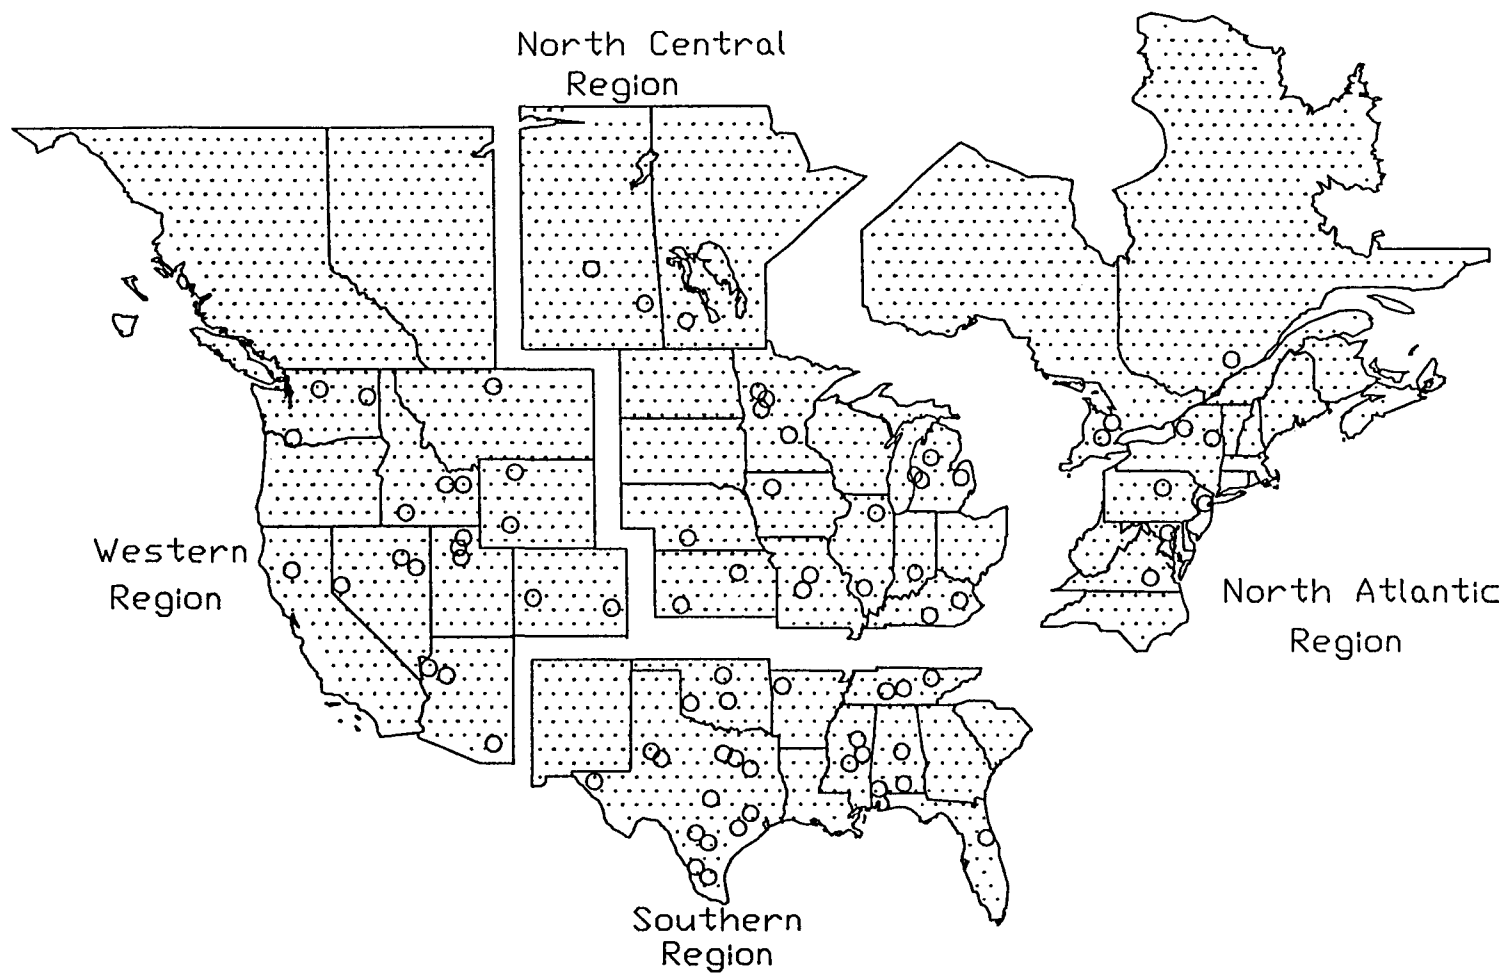 North Central
Region
Western
Region
North Atlantic
Region
Southern
Region